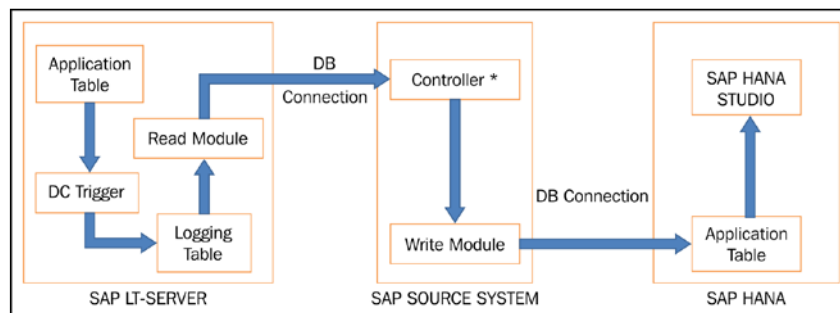 Application
Table
DC Trigger
Logging
Table
Read Module
DB
Connection
Controller *
Write Module
DB Connection
SAP HANA
STUDIO
Application
Table
SAP LT-SERVER
SAP SOURCE SYSTEM
SAP HANA